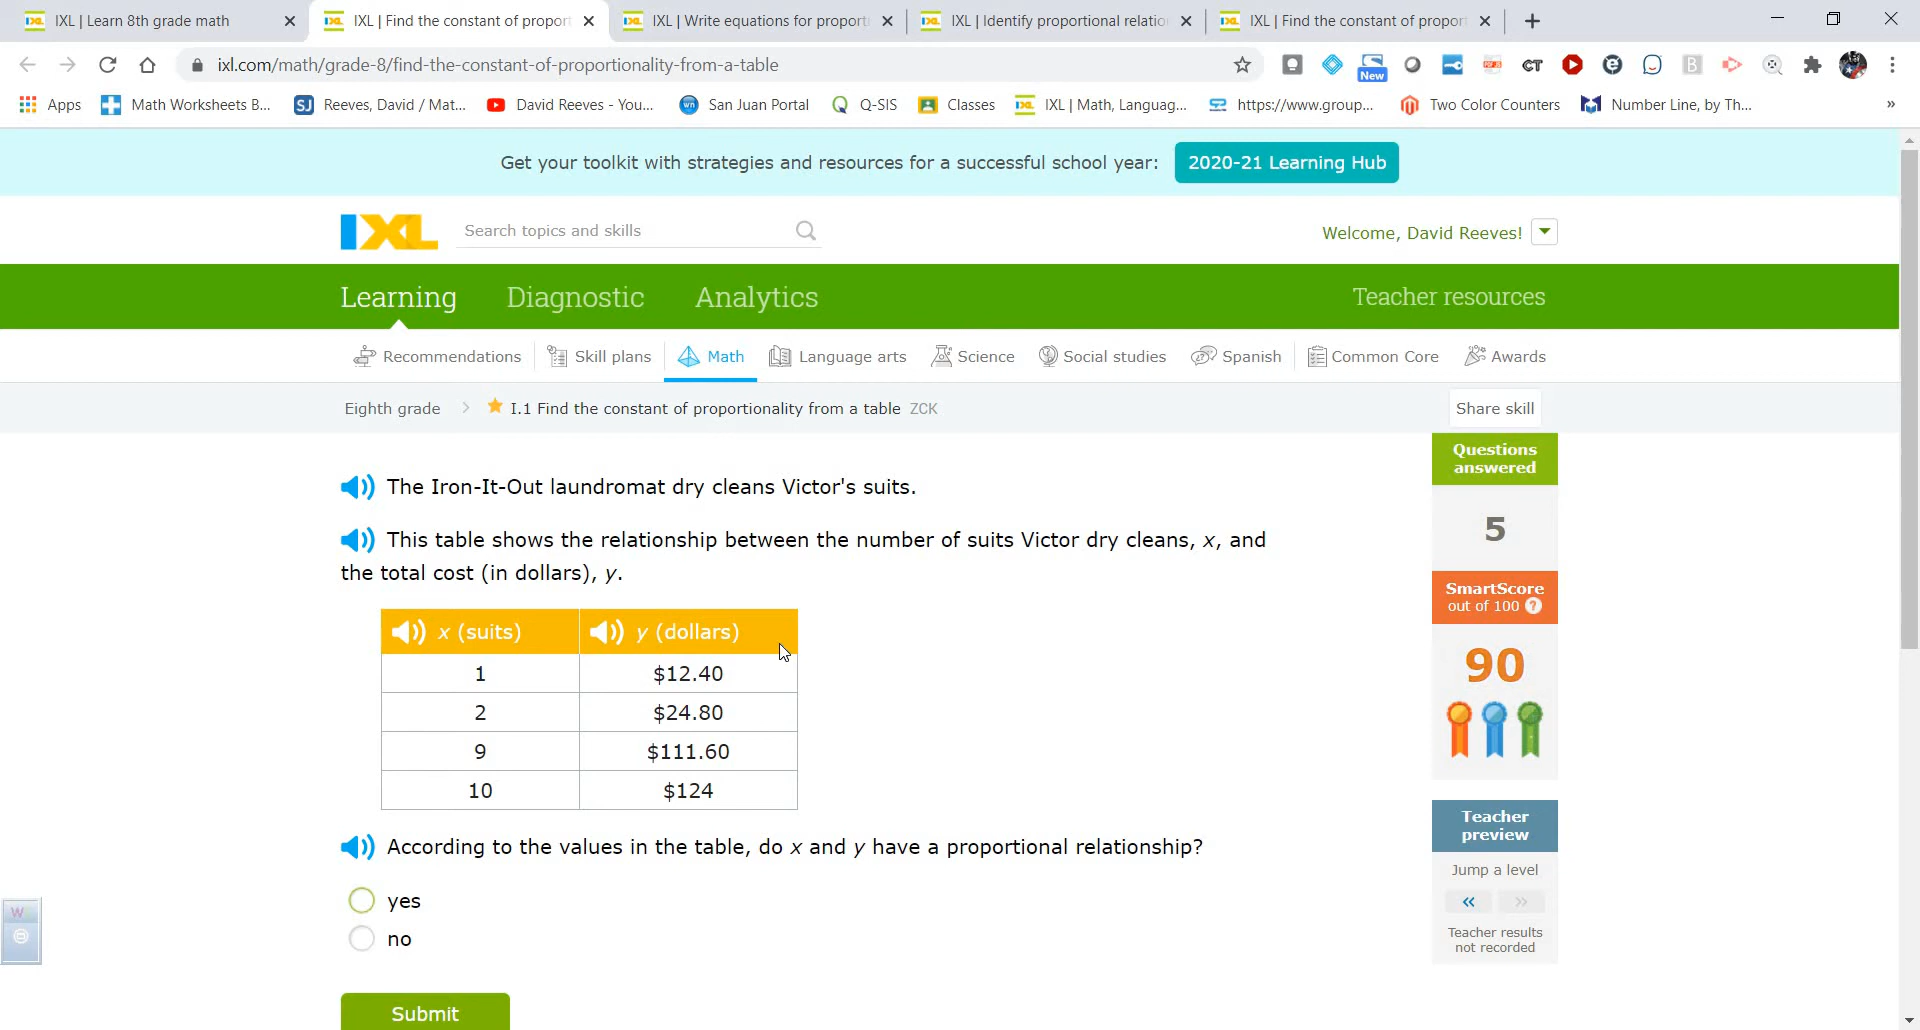 IXL | Learn 8th grade math
IXL | Find the constant of propor
IXL | Write equations for proport
IXL | Identify proportional relatio
IXL | Find the constant of propor
ixl.com/math/grade-8/find-the-constant-of-proportionality-from-a-table
New
CT
Apps
Math Worksheets B...
SJ
Reeves, David / Mat...
David Reeves - You...
San Juan Portal
Q-SIS
Classes
IXL | Math, Languag...
https://www.group...
Two Color Counters
Number Line, by Th...
»
Get your toolkit with strategies and resources for a successful school year:
2020-21 Learning Hub
IXL
Search topics and skills
Welcome, David Reeves!
Learning
Diagnostic
Analytics
Teacher resources
Recommendations
Skill plans
Math
Language arts
Science
Social studies
Spanish
Common Core
Awards
Eighth grade > I.1 Find the constant of proportionality from a table ZCK
Share skill
The Iron-It-Out laundromat dry cleans Victor's suits.
This table shows the relationship between the number of suits Victor dry cleans, x, and
the total cost (in dollars), y.
x (suits) y (dollars)
1 $12.40
2 $24.80
9 $111.60
10 $124
According to the values in the table, do x and y have a proportional relationship?
yes
no
Submit
Questions
answered
5
SmartScore
out of 100 ?
90
Teacher
preview
Jump a level
« »
Teacher results
not recorded
W